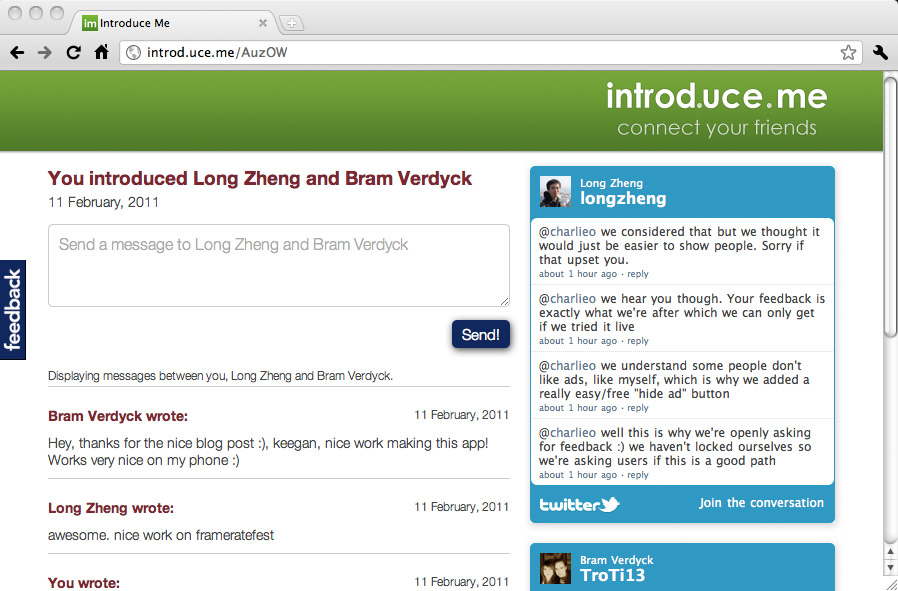 im Introduce Me
introd.uce.me/AuzOW
introd.uce.me
connect your friends
You introduced Long Zheng and Bram Verdyck
11 February, 2011
Send a message to Long Zheng and Bram Verdyck
feedback
Send!
Displaying messages between you, Long Zheng and Bram Verdyck.
Bram Verdyck wrote:
11 February, 2011
Hey, thanks for the nice blog post :), keegan, nice work making this app!
Works very nice on my phone :)
Long Zheng wrote:
11 February, 2011
awesome. nice work on frameratefest
You wrote:
11 February, 2011
Long Zheng
longzheng
@charlieo we considered that but we thought it
would just be easier to show people. Sorry if
that upset you.
about 1 hour ago · reply
@charlieo we hear you though. Your feedback is
exactly what we're after which we can only get
if we tried it live
about 1 hour ago · reply
@charlieo we understand some people don't
like ads, like myself, which is why we added a
really easy/free "hide ad" button
about 1 hour ago · reply
@charlieo well this is why we're openly asking
for feedback :) we haven't locked ourselves so
we're asking users if this is a good path
about 1 hour ago · reply
twitter
Join the conversation
Bram Verdyck
TroTi13